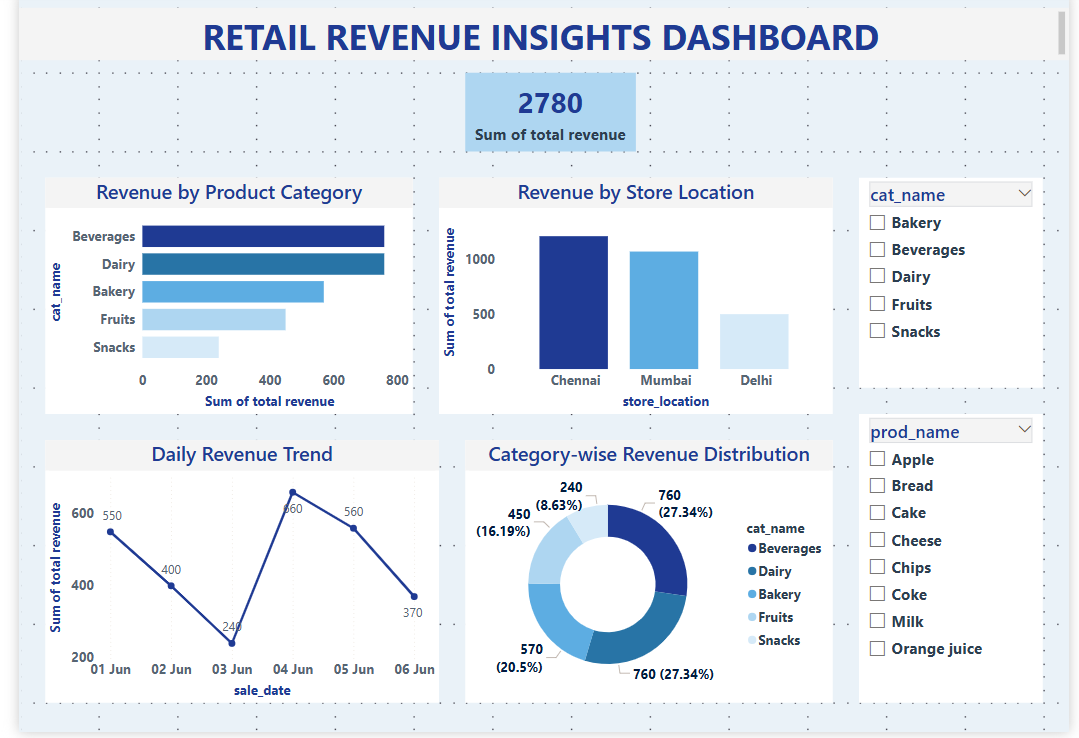 RETAIL REVENUE INSIGHTS DASHBOARD
2780
Sum of total revenue
Revenue by Product Category
cat_name
Beverages
Dairy
Bakery
Fruits
Snacks
0 200 400 600 800
Sum of total revenue
Revenue by Store Location
Sum of total revenue
1000
500
0
Chennai Mumbai Delhi
store_location
cat_name
Bakery
Beverages
Dairy
Fruits
Snacks
prod_name
Apple
Bread
Cake
Cheese
Chips
Coke
Milk
Orange juice
Daily Revenue Trend
Sum of total revenue
600
400
200
550
400
240
660
560
370
01 Jun 02 Jun 03 Jun 04 Jun 05 Jun 06 Jun
sale_date
Category-wise Revenue Distribution
760
(27.34%)
760 (27.34%)
570
(20.5%)
450
(16.19%)
240
(8.63%)
cat_name
Beverages
Dairy
Bakery
Fruits
Snacks